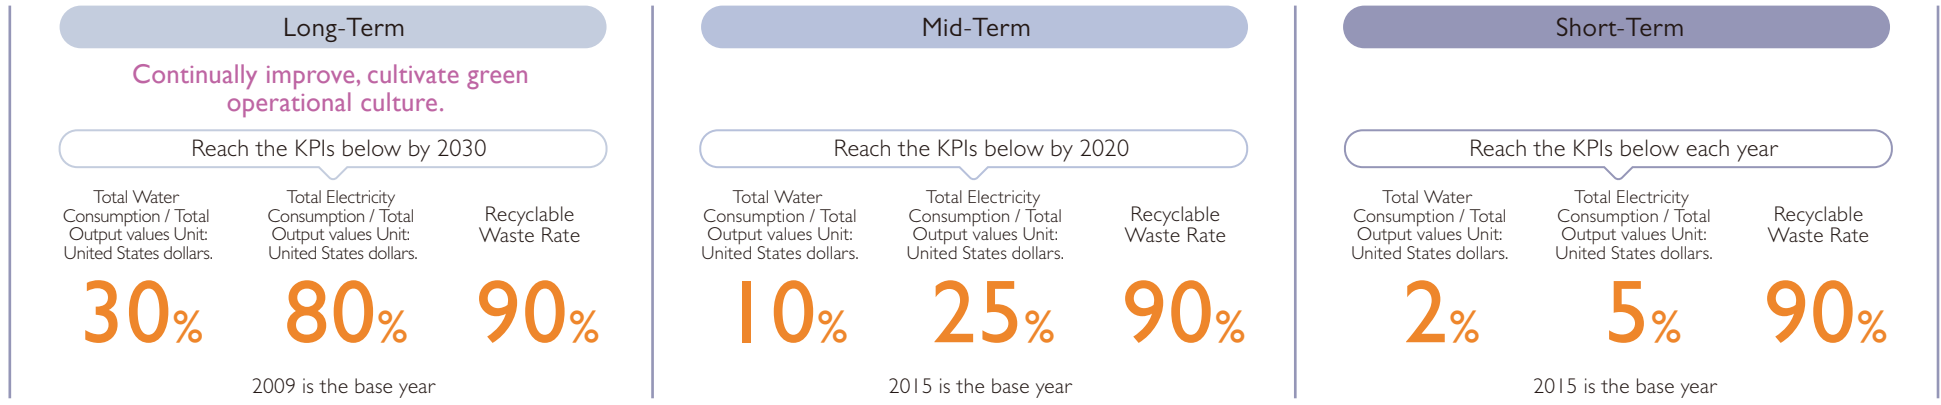 Long-Term
Continually improve, cultivate green
operational culture.
Reach the KPIs below by 2030
Total Water
Consumption / Total
Output values Unit:
United States dollars.
30%
Total Electricity
Consumption / Total
Output values Unit:
United States dollars.
80%
Recyclable
Waste Rate
90%
2009 is the base year
Mid-Term
Reach the KPIs below by 2020
Total Water
Consumption / Total
Output values Unit:
United States dollars.
10%
Total Electricity
Consumption / Total
Output values Unit:
United States dollars.
25%
Recyclable
Waste Rate
90%
2015 is the base year
Short-Term
Reach the KPIs below each year
Total Water
Consumption / Total
Output values Unit:
United States dollars.
2%
Total Electricity
Consumption / Total
Output values Unit:
United States dollars.
5%
Recyclable
Waste Rate
90%
2015 is the base year